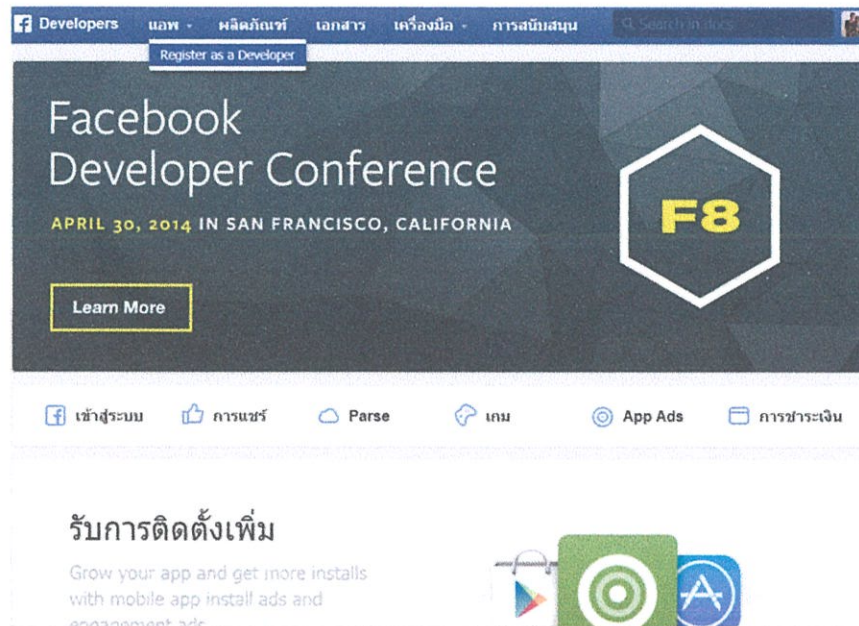 Developers แอพ ผลิตภัณฑ์ เอกสาร เครื่องมือ การสนับสนุน Search in docs
Register as a Developer
Facebook
Developer Conference
APRIL 30, 2014 IN SAN FRANCISCO, CALIFORNIA
F8
Learn More
เข้าสู่ระบบ การแชร์ Parse เกม App Ads การชำระเงิน
รับการติดตั้งเพิ่ม
Grow your app and get more installs
with mobile app install ads and
engagement ads